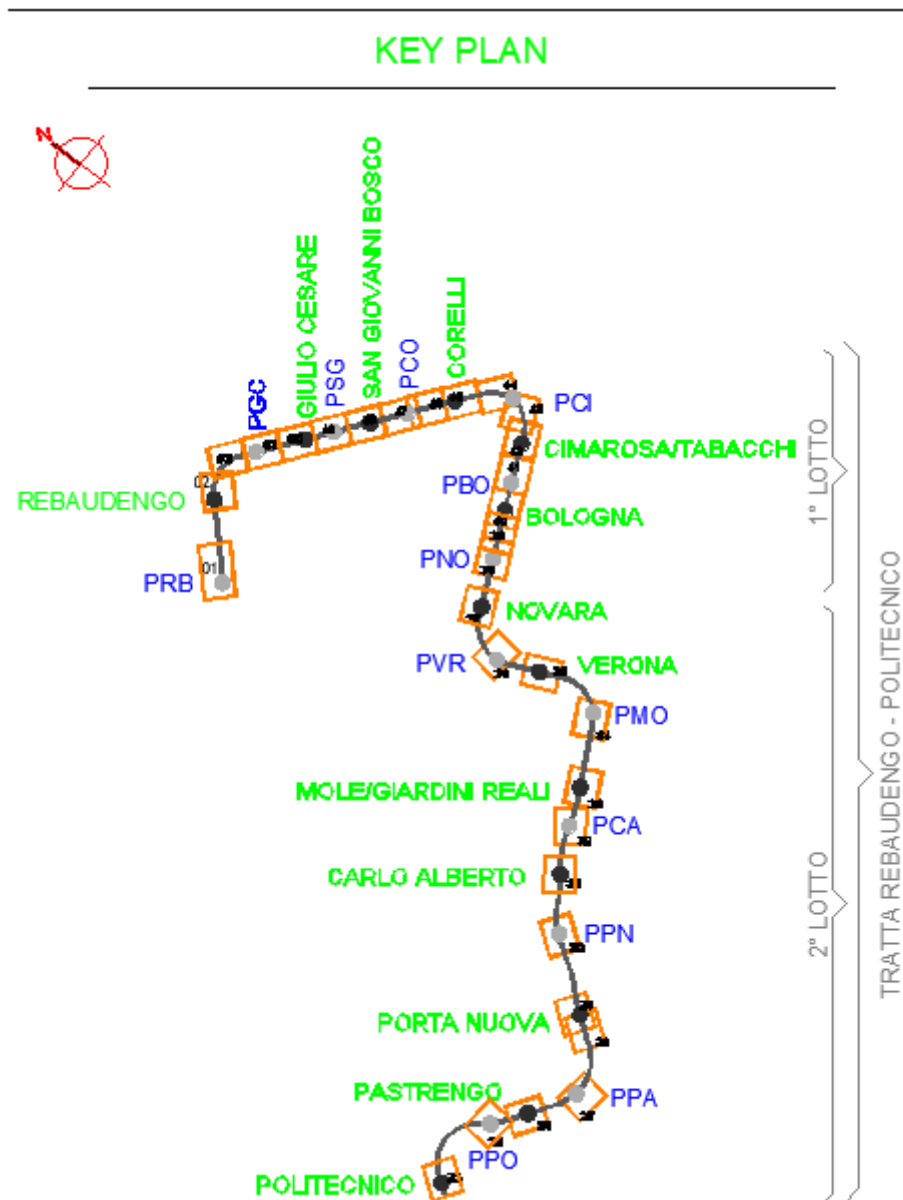 KEY PLAN
N
GIULIO CESARE
SAN GIOVANNI BOSCO
CORELLI
PGC
PSG
PCO
PCI
CIMAROSA/TABACCHI
REBAUDENGO
02
PBO
BOLOGNA
1° LOTTO
PNO
01
PRB
NOVARA
PVR
VERONA
PMO
TRATTA REBAUDENGO - POLITECNICO
MOLE/GIARDINI REALI
PCA
CARLO ALBERTO
2° LOTTO
PPN
PORTA NUOVA
PASTRENGO
PPA
PPO
POLITECNICO